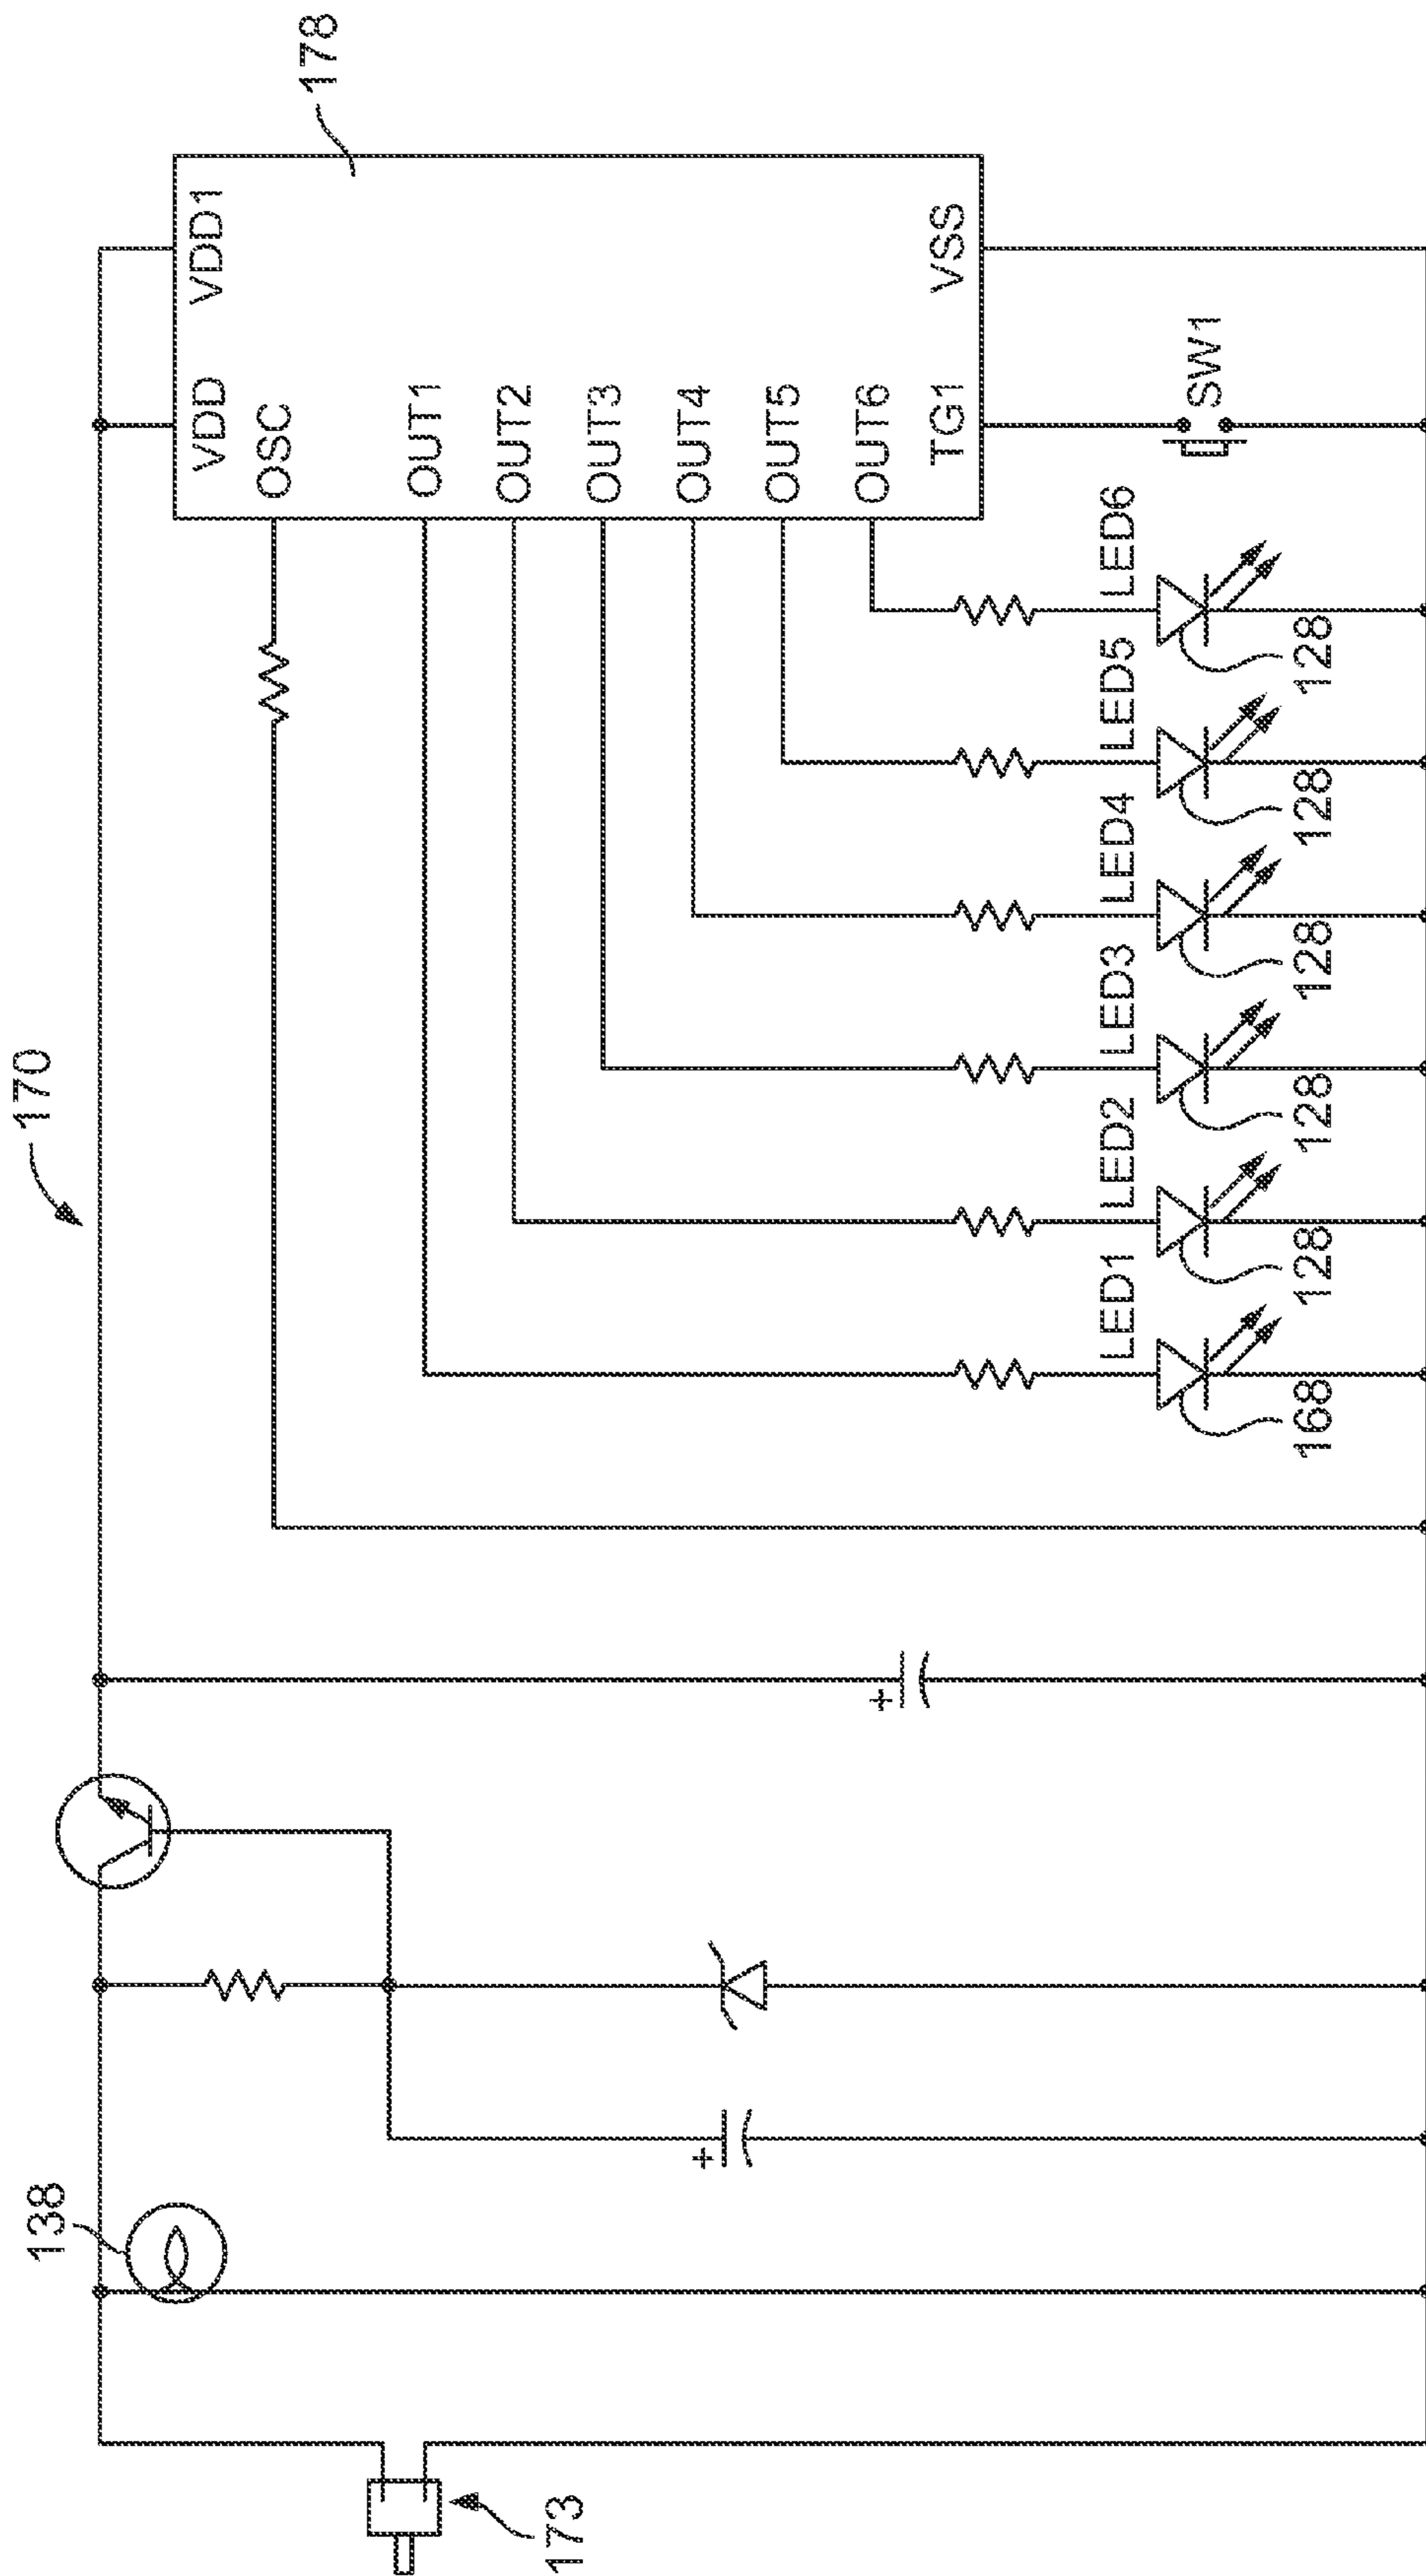 170
178
138
173
VDD VDD1
OSC
OUT1
OUT2
OUT3
OUT4
OUT5
OUT6
TG1 VSS
SW1
LED1
LED2
LED3
LED4
LED5
LED6
168
128
128
128
128
128
+
+